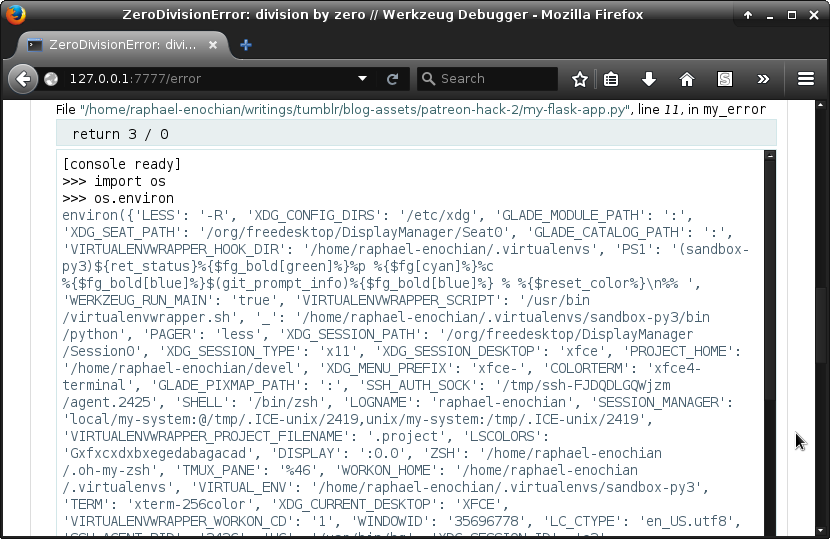 ZeroDivisionError: division by zero // Werkzeug Debugger - Mozilla Firefox
ZeroDivisionError: divi...
127.0.0.1:7777/error
Search
File "/home/raphael-enochian/writings/tumblr/blog-assets/patreon-hack-2/my-flask-app.py", line 11, in my_error
return 3 / 0
[console ready]
>>> import os
>>> os.environ
environ({'LESS': '-R', 'XDG_CONFIG_DIRS': '/etc/xdg', 'GLADE_MODULE_PATH': ':',
'XDG_SEAT_PATH': '/org/freedesktop/DisplayManager/Seat0', 'GLADE_CATALOG_PATH': ':',
'VIRTUALENVWRAPPER_HOOK_DIR': '/home/raphael-enochian/.virtualenvs', 'PS1': '(sandbox-
py3)${ret_status}%{$fg_bold[green]%}%p %{$fg[cyan]%}%c
%{$fg_bold[blue]%}$(git_prompt_info)%{$fg_bold[blue]%} % %{$reset_color%}\n%% ',
'WERKZEUG_RUN_MAIN': 'true', 'VIRTUALENVWRAPPER_SCRIPT': '/usr/bin
/virtualenvwrapper.sh', '_': '/home/raphael-enochian/.virtualenvs/sandbox-py3/bin
/python', 'PAGER': 'less', 'XDG_SESSION_PATH': '/org/freedesktop/DisplayManager
/Session0', 'XDG_SESSION_TYPE': 'x11', 'XDG_SESSION_DESKTOP': 'xfce', 'PROJECT_HOME':
'/home/raphael-enochian/devel', 'XDG_MENU_PREFIX': 'xfce-', 'COLORTERM': 'xfce4-
terminal', 'GLADE_PIXMAP_PATH': ':', 'SSH_AUTH_SOCK': '/tmp/ssh-FJDQDLGQWjzm
/agent.2425', 'SHELL': '/bin/zsh', 'LOGNAME': 'raphael-enochian', 'SESSION_MANAGER':
'local/my-system:@/tmp/.ICE-unix/2419,unix/my-system:/tmp/.ICE-unix/2419',
'VIRTUALENVWRAPPER_PROJECT_FILENAME': '.project', 'LSCOLORS':
'Gxfxcxdxbxegedabagacad', 'DISPLAY': ':0.0', 'ZSH': '/home/raphael-enochian
/.oh-my-zsh', 'TMUX_PANE': '%46', 'WORKON_HOME': '/home/raphael-enochian
/.virtualenvs', 'VIRTUAL_ENV': '/home/raphael-enochian/.virtualenvs/sandbox-py3',
'TERM': 'xterm-256color', 'XDG_CURRENT_DESKTOP': 'XFCE',
'VIRTUALENVWRAPPER_WORKON_CD': '1', 'WINDOWID': '35696778', 'LC_CTYPE': 'en_US.utf8',